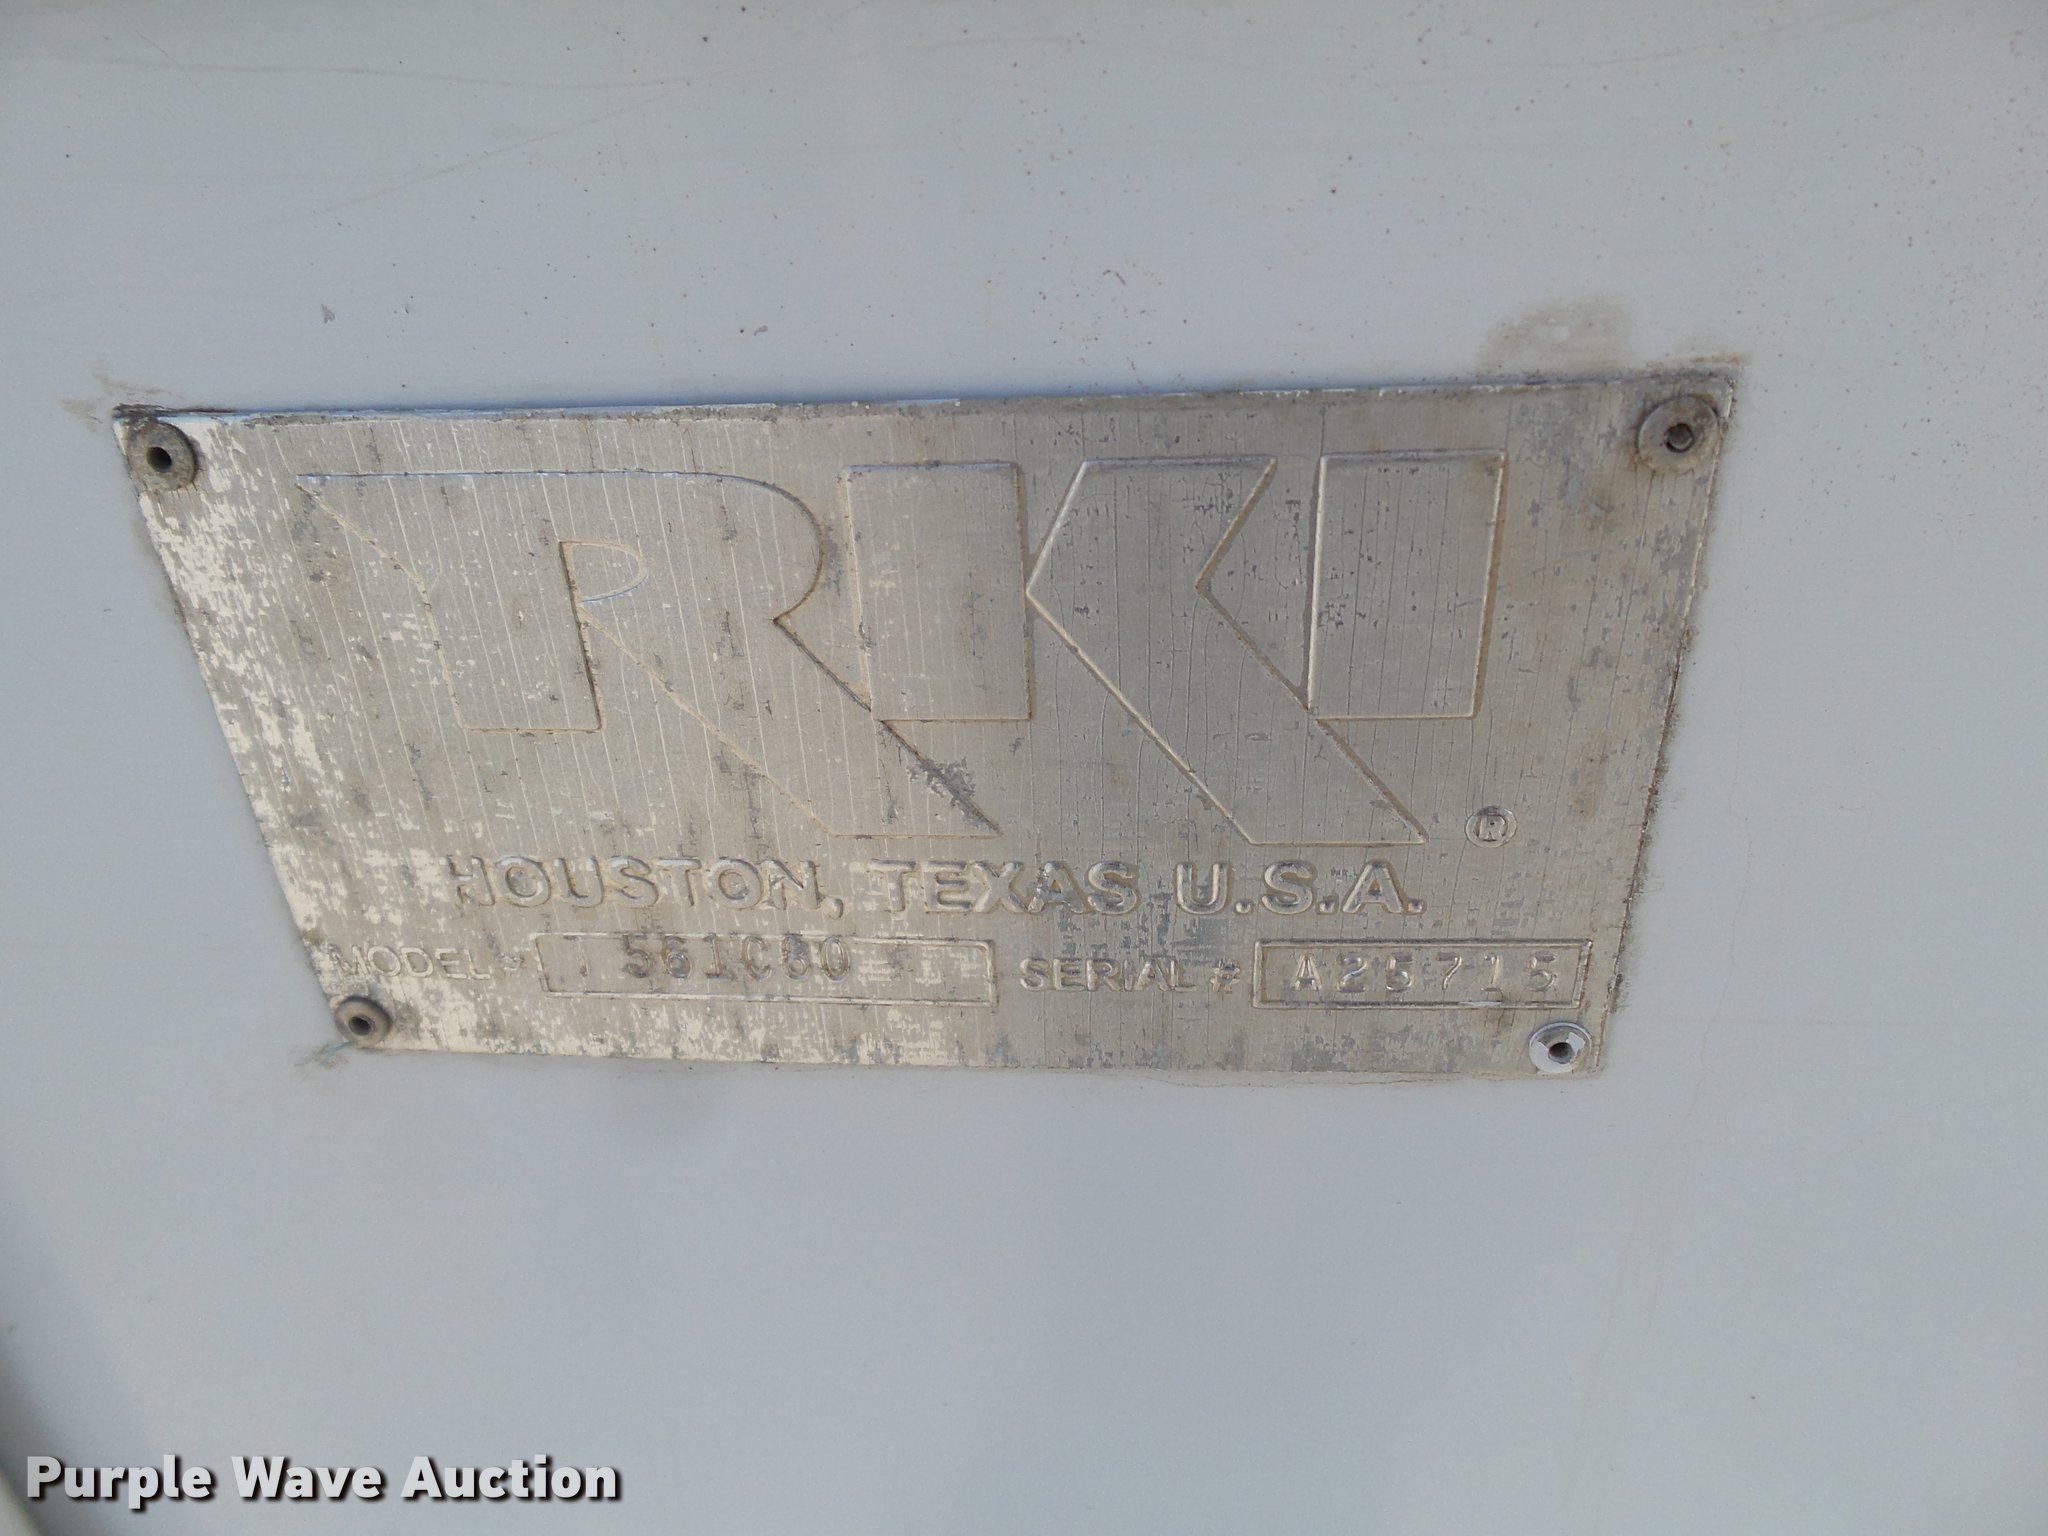 RKI ®
HOUSTON, TEXAS U.S.A.
MODEL # 561C80 SERIAL # A25715
Purple Wave Auction